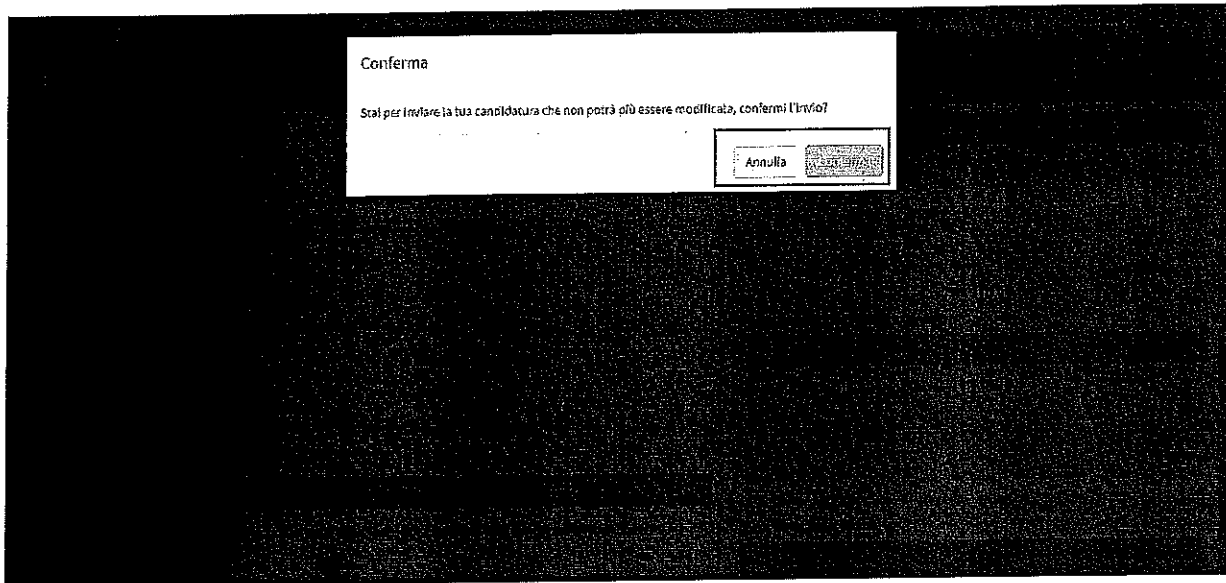 Conferma
Stai per inviare la tua candidatura che non potrà più essere modificata, confermi l'invio?
Annulla